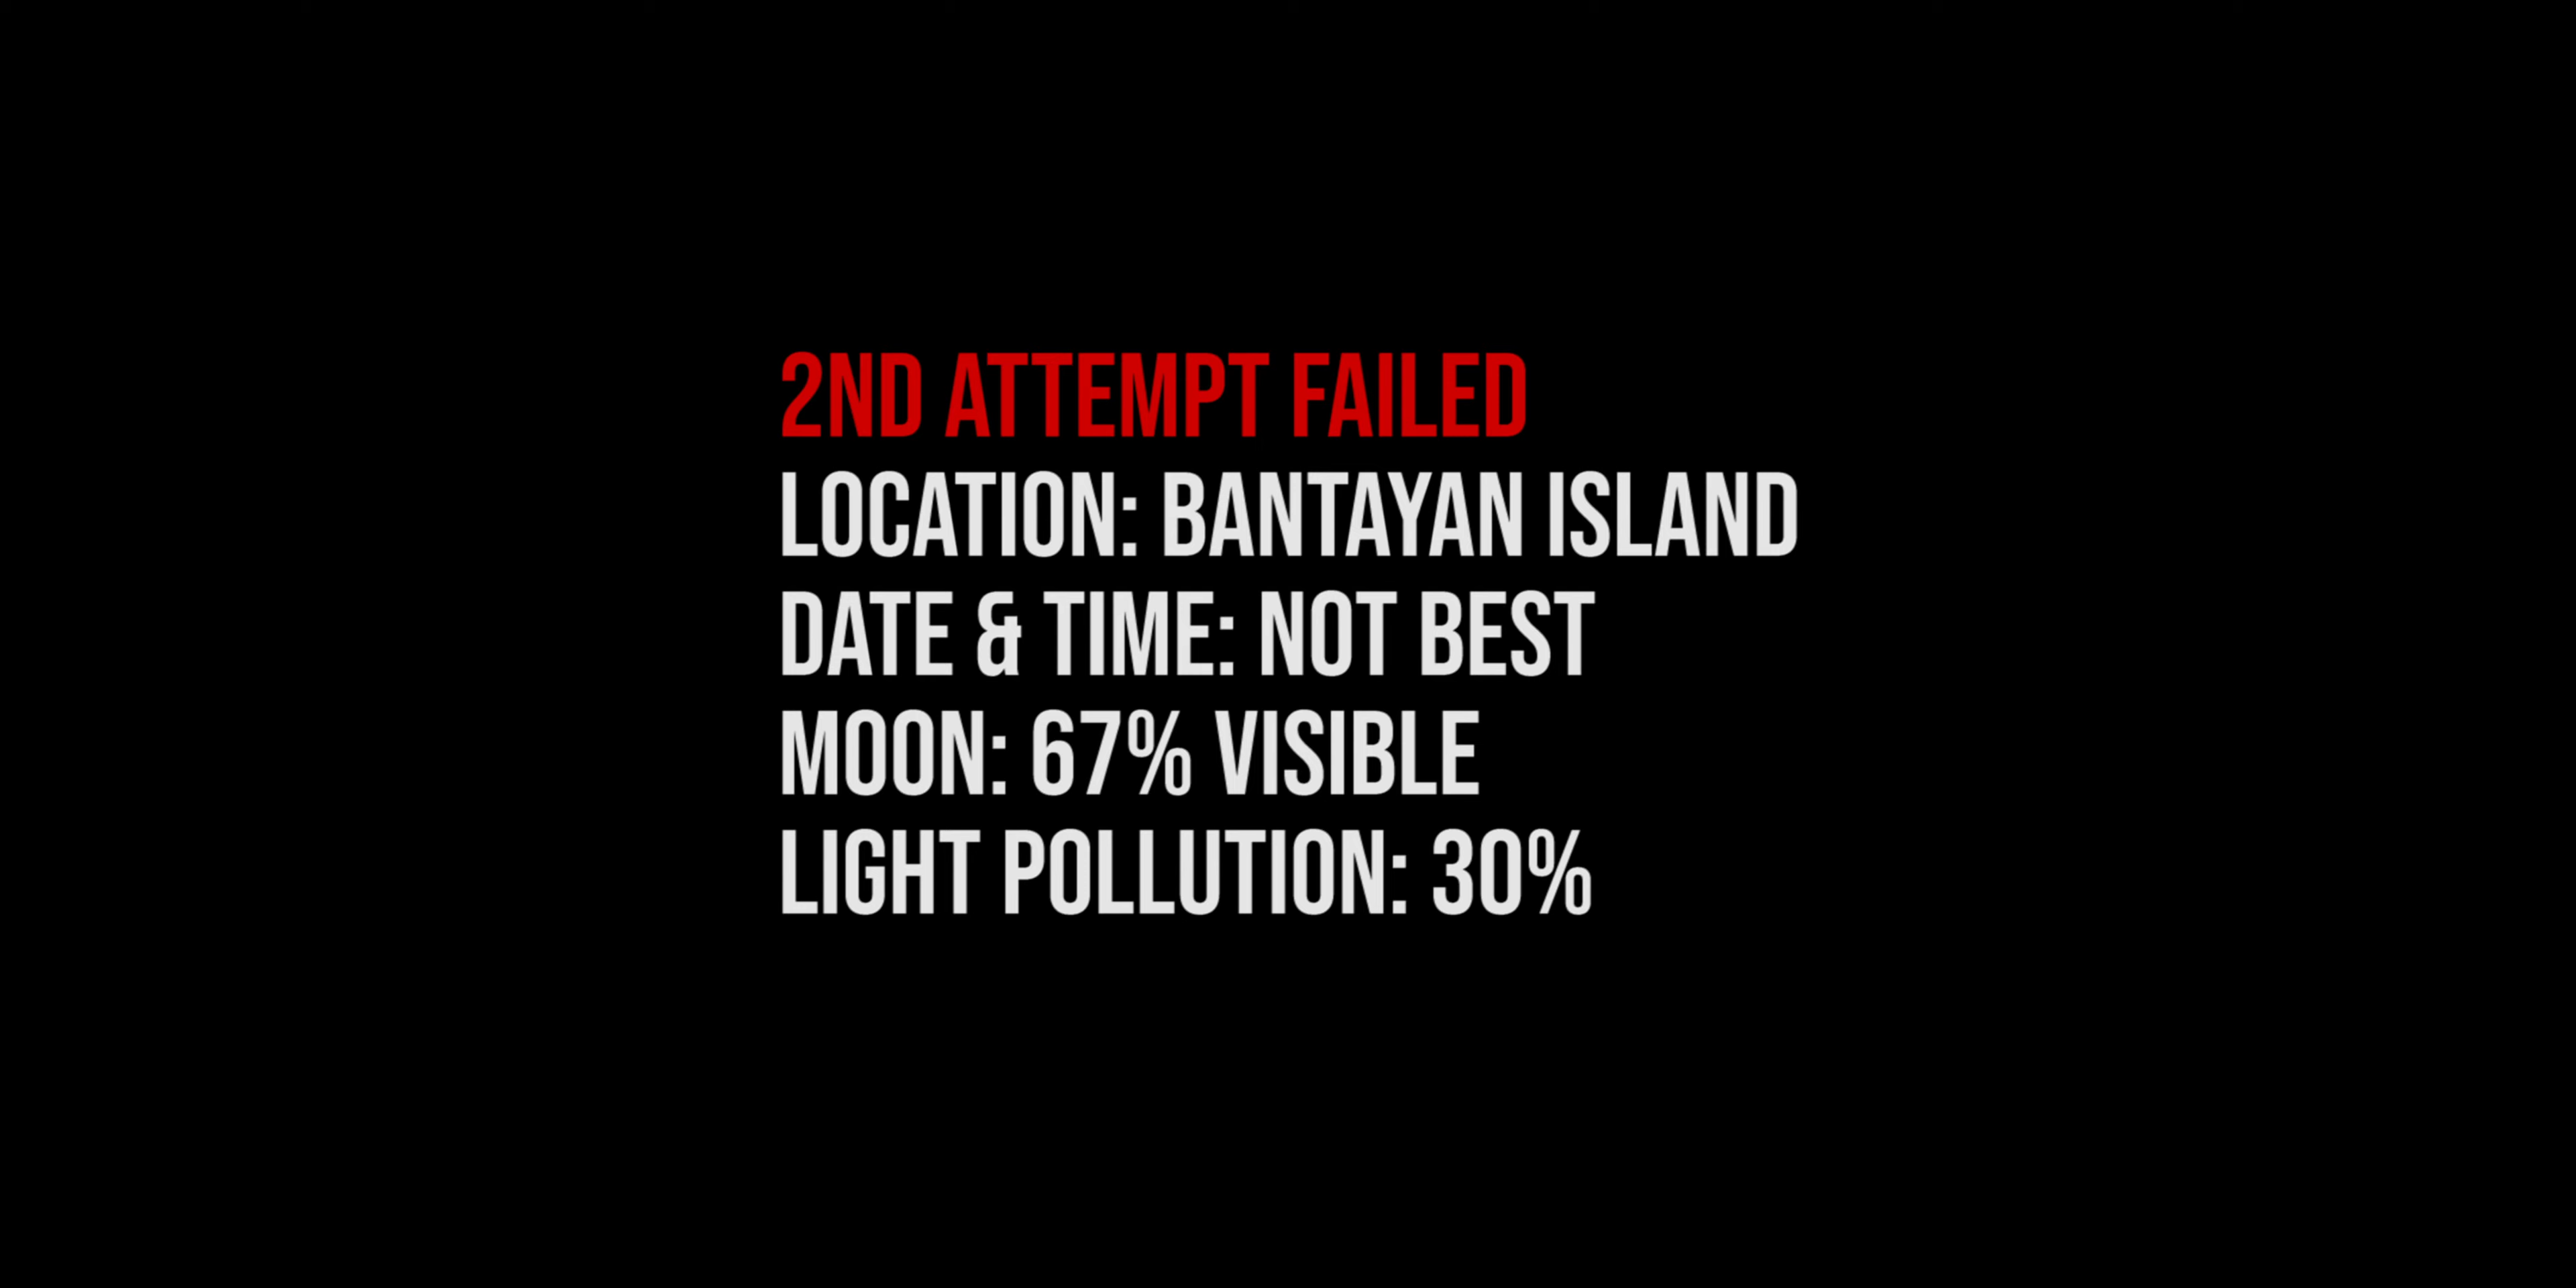 2ND ATTEMPT FAILED
LOCATION: BANTAYAN ISLAND
DATE & TIME: NOT BEST
MOON: 67% VISIBLE
LIGHT POLLUTION: 30%